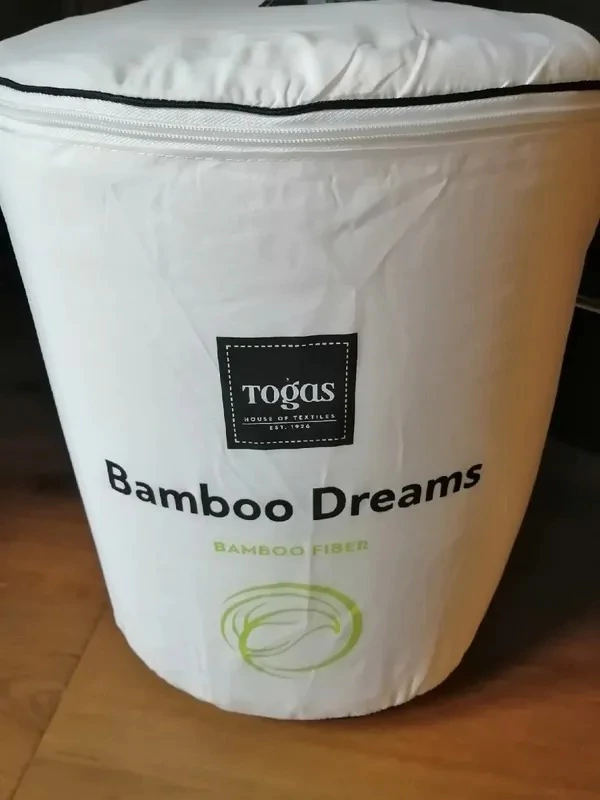 Togas
HOUSE OF TEXTILES
EST. 1926
Bamboo Dreams
BAMBOO FIBER